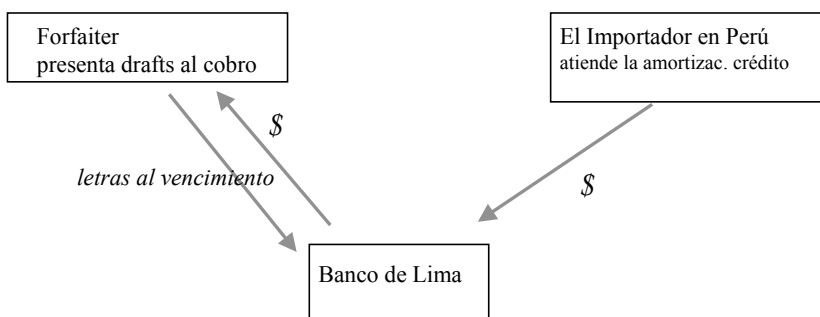 Forfaiter
presenta drafts al cobro
El Importador en Perú
atiende la amortizac. crédito
$
letras al vencimiento
$
Banco de Lima